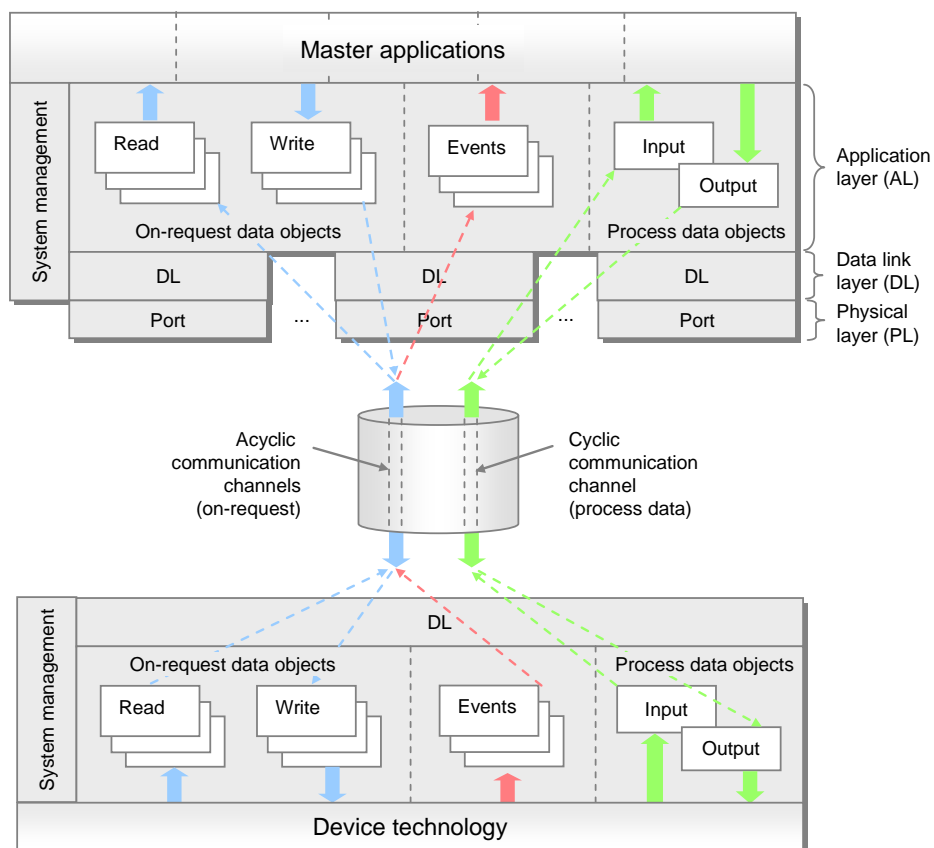 Master applications
System management
Read
Write
Events
Input
Output
Application
layer (AL)
On-request data objects
Process data objects
DL
DL
DL
Data link
layer (DL)
Port
...
Port
...
Port
Physical
layer (PL)
Acyclic
communication
channels
(on-request)
Cyclic
communication
channel
(process data)
System management
DL
On-request data objects
Process data objects
Read
Write
Events
Input
Output
Device technology